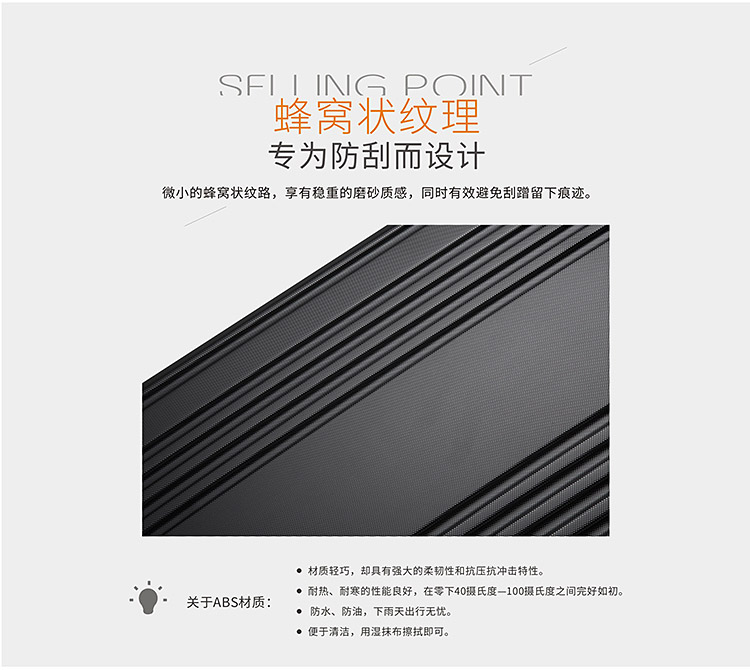 SELLING POINT
蜂窝状纹理
专为防刮而设计
微小的蜂窝状纹路，享有稳重的磨砂质感，同时有效避免刮蹭留下痕迹。
● 材质轻巧，却具有强大的柔韧性和抗压抗冲击特性。
● 耐热、耐寒的性能良好，在零下40摄氏度—100摄氏度之间完好如初。
关于ABS材质：
● 防水、防油，下雨天出行无忧。
● 便于清洁，用湿抹布擦拭即可。